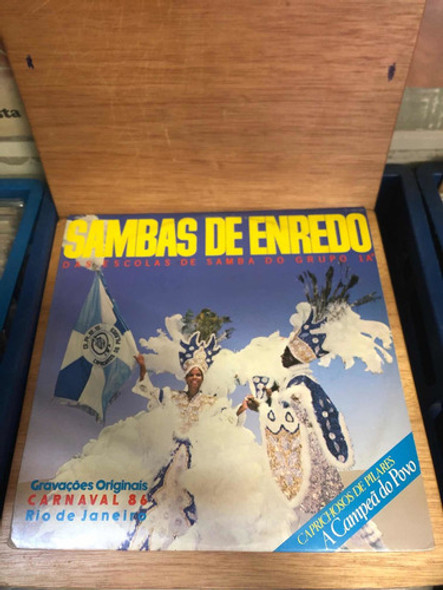 SAMBAS DE ENREDO
DAS ESCOLAS DE SAMBA DO GRUPO 1A
Gravações Originais
CARNAVAL 86
Rio de Janeiro
CAPRICHOSOS DE PILARES
A Campeã do Povo